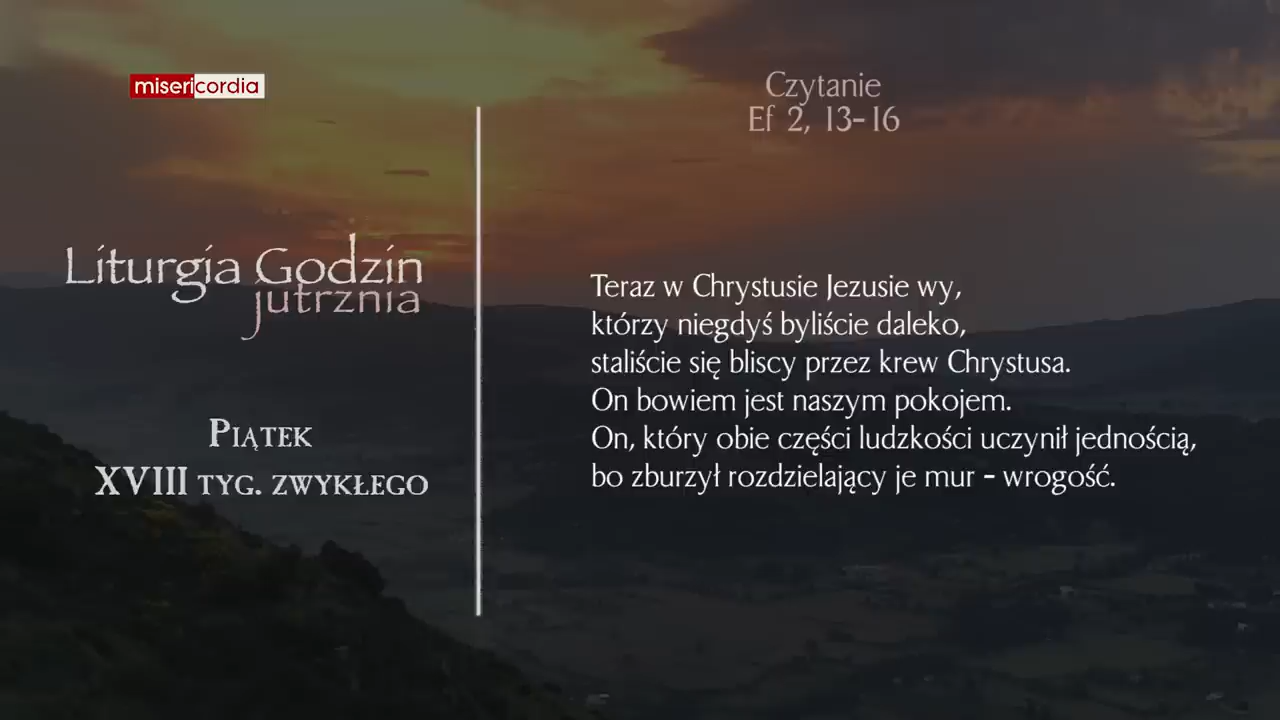 misericordia
Liturgia Godzin
jutrznia
Piątek
XVIII tyg. zwykłego
Czytanie
Ef 2, 13-16
Teraz w Chrystusie Jezusie wy,
którzy niegdyś byliście daleko,
staliście się bliscy przez krew Chrystusa.
On bowiem jest naszym pokojem.
On, który obie części ludzkości uczynił jednością,
bo zburzył rozdzielający je mur - wrogość.